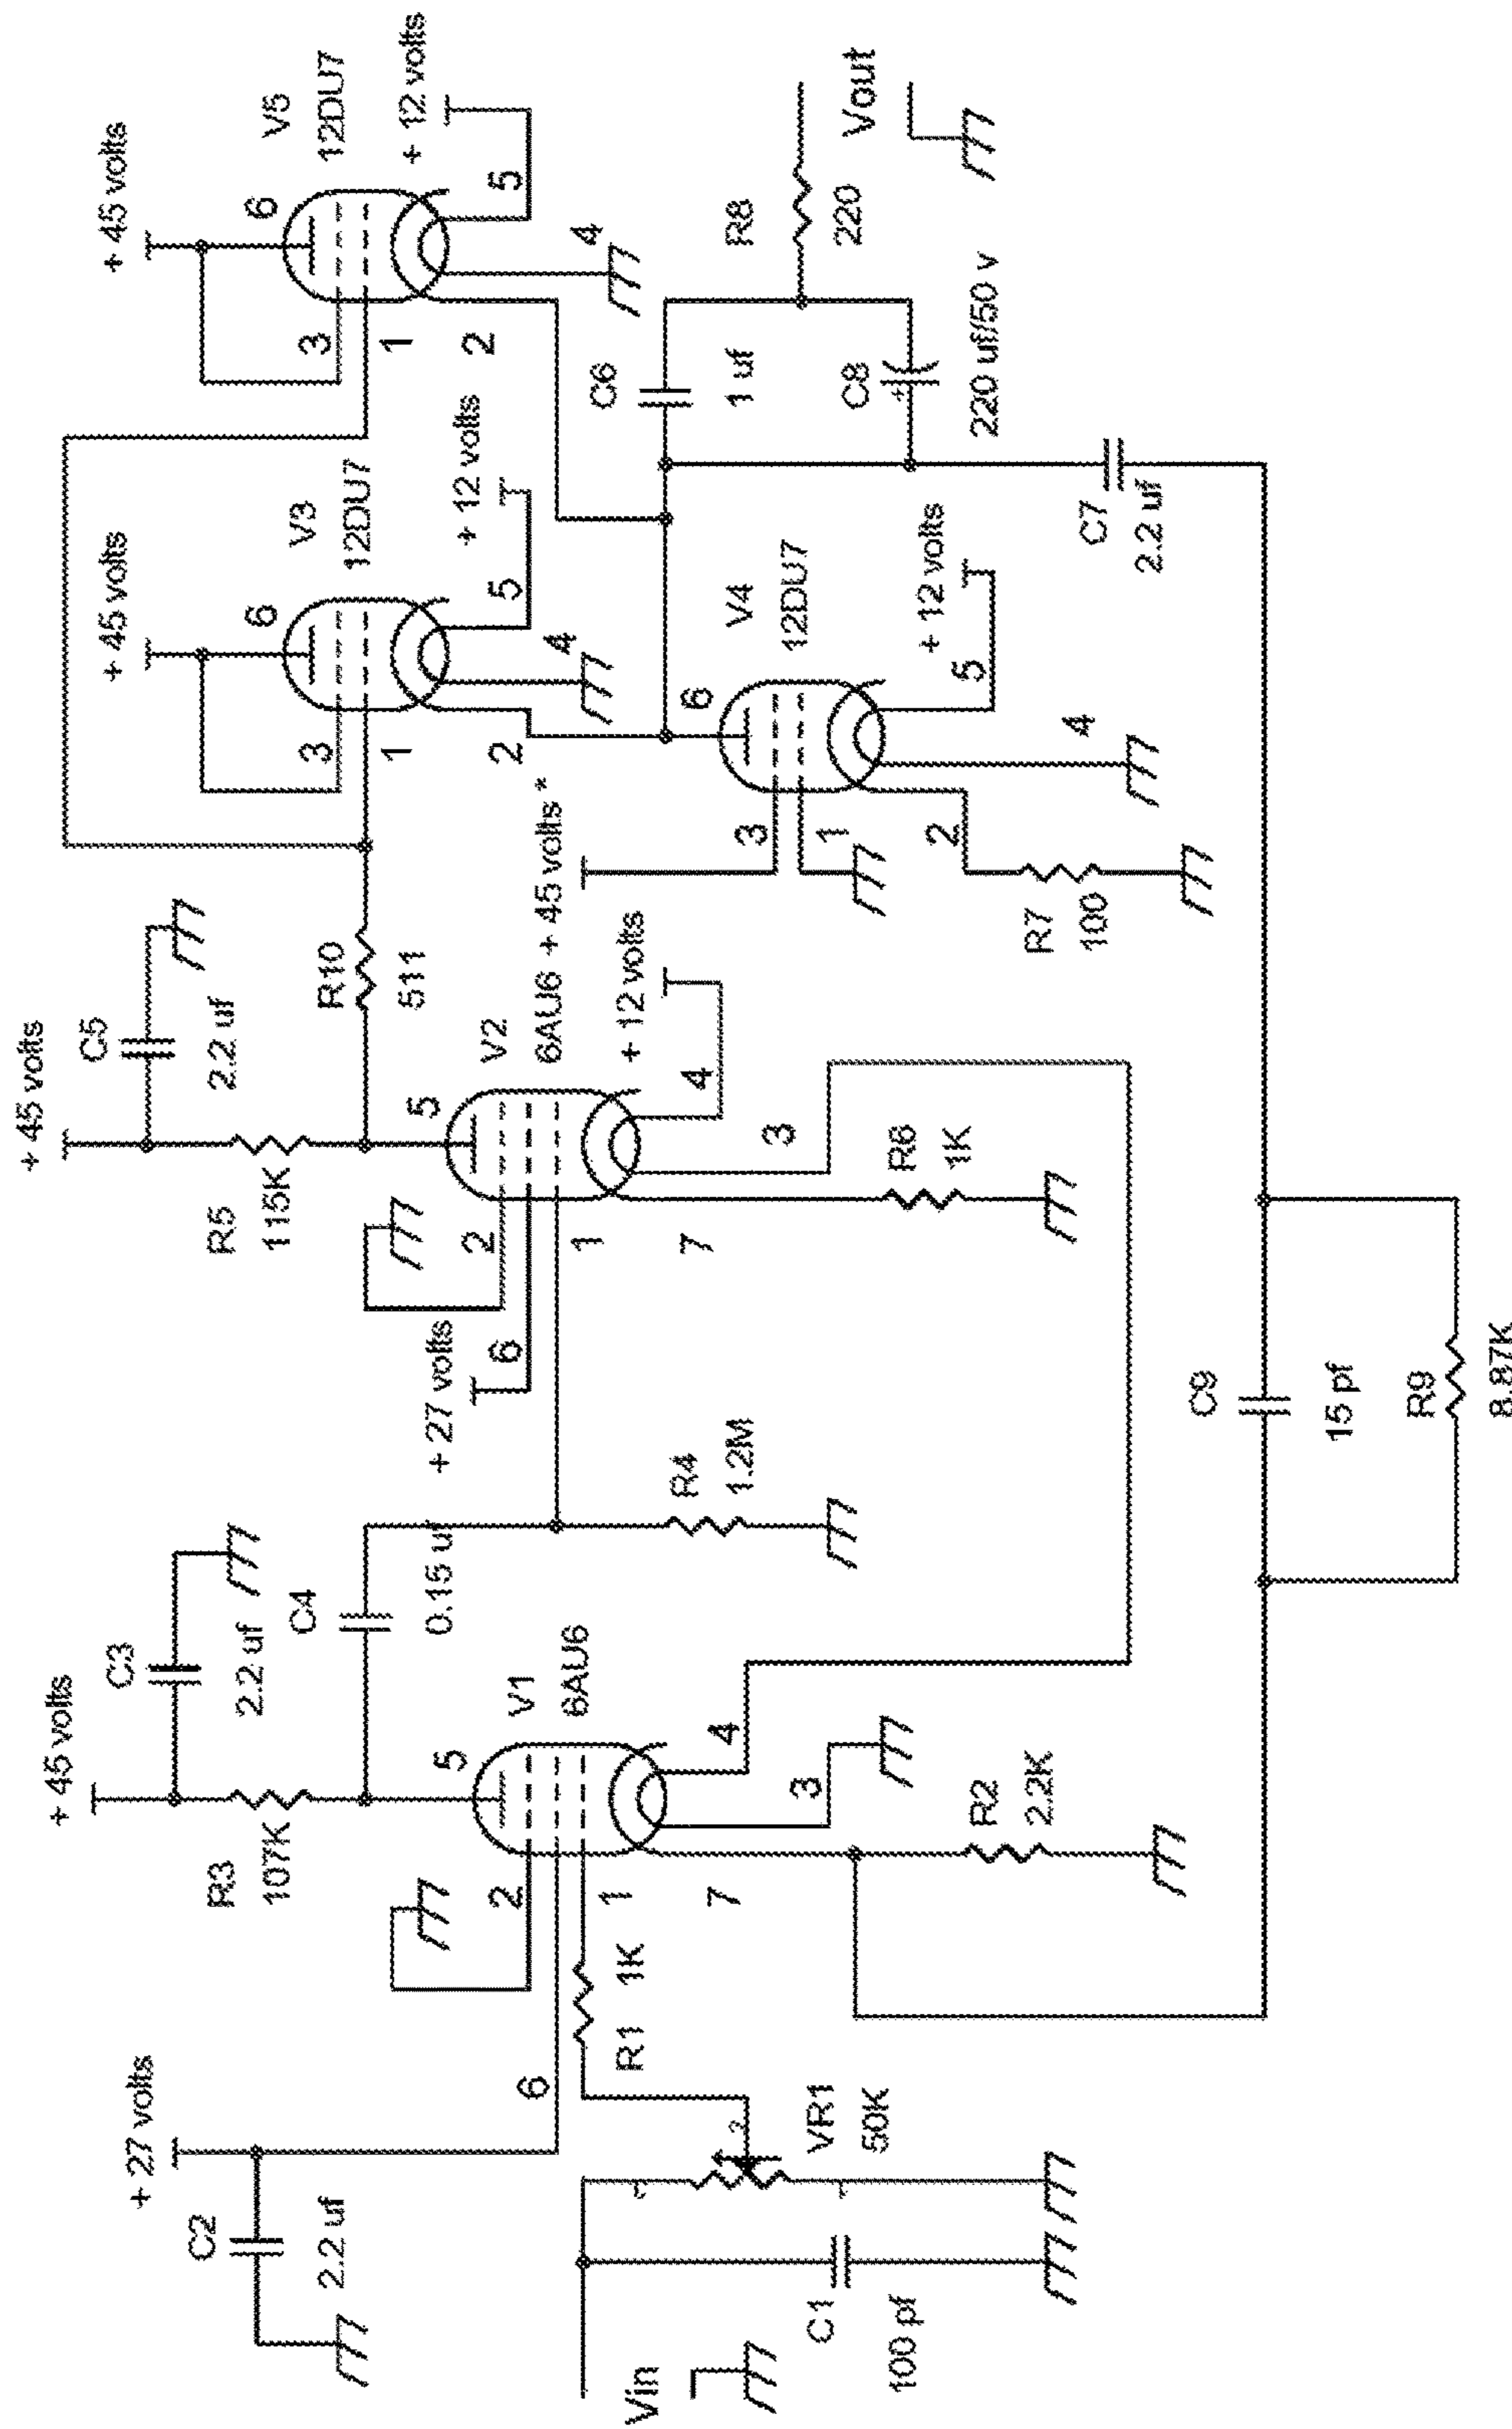 Vin
C1
100 pf
VR1
50K
2
R1 1K
+ 27 volts
C2
2.2 uf
6
+ 45 volts
C3
2.2 uf
R3
107K
5
V1
6AU6
2
1
7
4
3
R2
2.2K
C4
0.15 uf
R4
1.2M
+ 27 volts
6
+ 45 volts
C5
2.2 uf
R5
115K
5
V2
6AU6
2
1
7
4
+ 12 volts
3
R6
1K
R10
511
+ 45 volts
6
V3
12DU7
3
1
2
5
+ 12 volts
4
+ 45 volts
6
V5
12DU7
3
1
2
5
+ 12 volts
4
+ 45 volts *
6
V4
12DU7
3
1
2
5
+ 12 volts
4
R7
100
C6
1 uf
C8
+
220 uf/50 v
R8
220
Vout
C7
2.2 uf
C9
15 pf
R9
8.87K